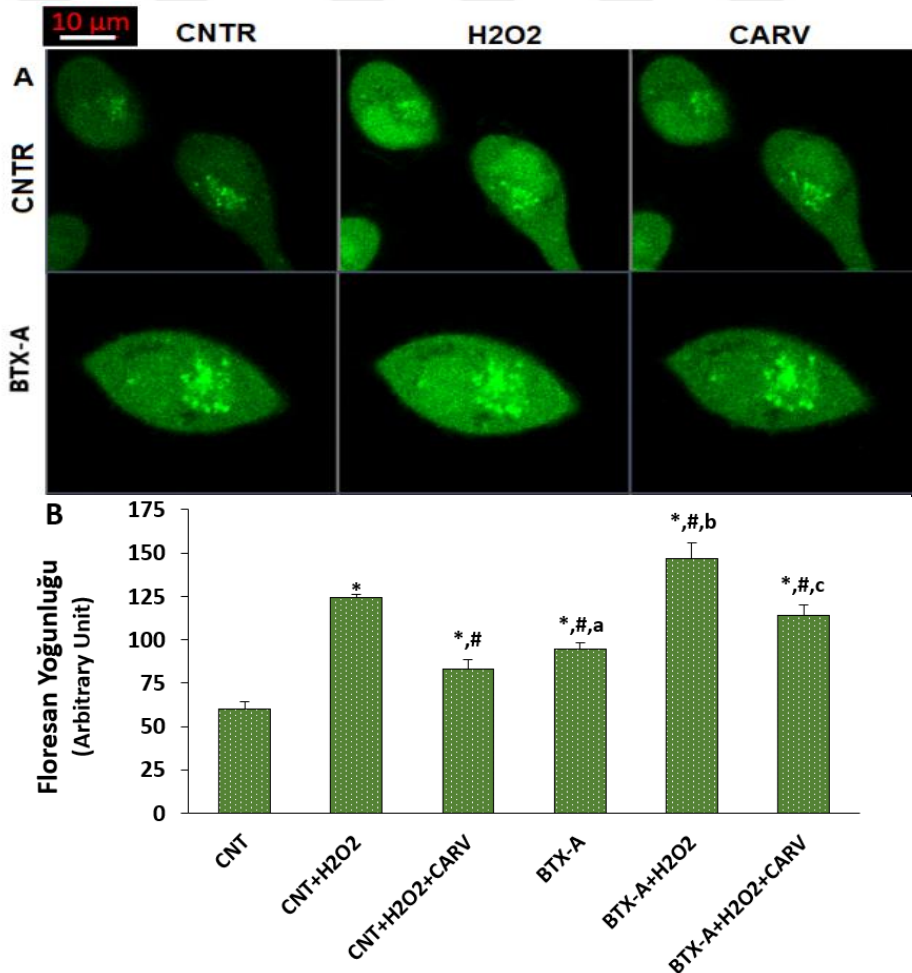 10 µm
CNTR H2O2 CARV
A
CNTR
BTX-A
B
Floresan Yoğunluğu
(Arbitrary Unit)
175
150
125
100
75
50
25
0
*
*,#
*,#,a
*,#,b
*,#,c
CNT
CNT+H2O2
CNT+H2O2+CARV
BTX-A
BTX-A+H2O2
BTX-A+H2O2+CARV